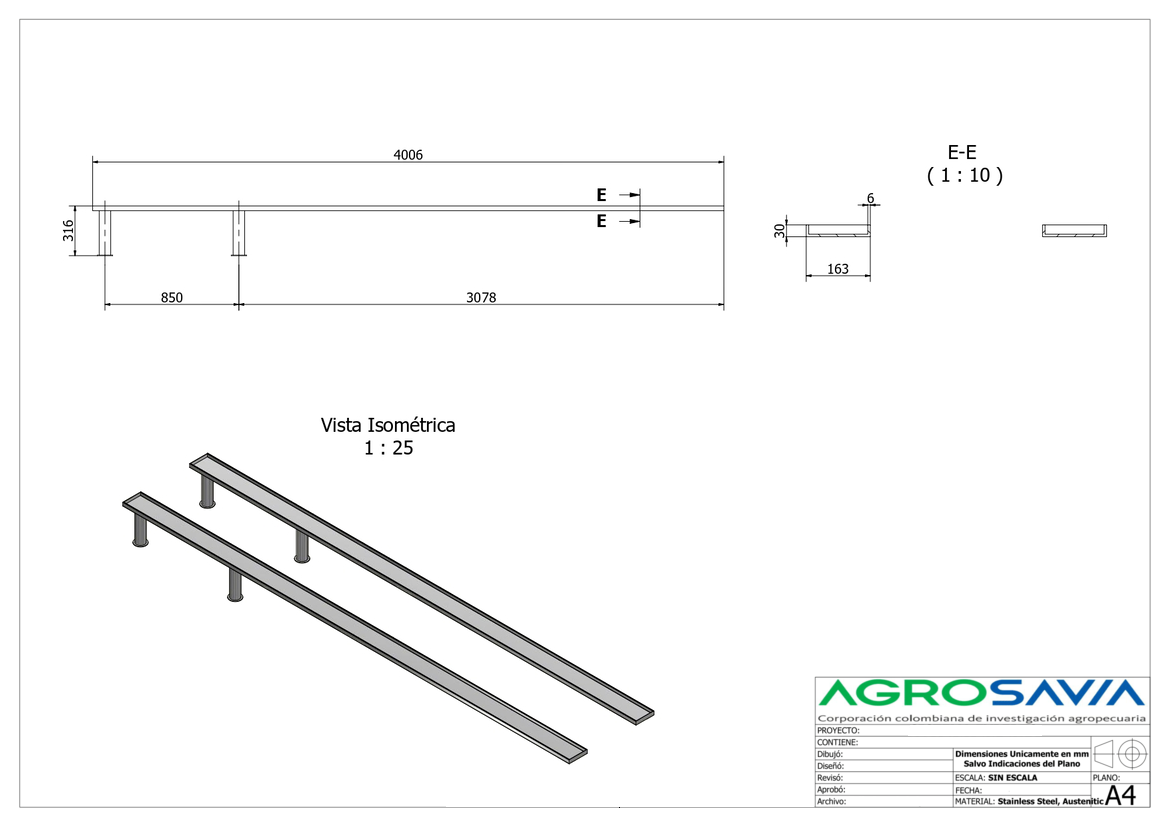 4006
E-E
( 1 : 10 )
E
E
6
316
30
163
850
3078
Vista Isométrica
1 : 25
AGROSAVIA
Corporación colombiana de investigación agropecuaria
PROYECTO:
CONTIENE:
Dibujó:
Dimensiones Unicamente en mm
Salvo Indicaciones del Plano
Diseñó:
Revisó:
ESCALA: SIN ESCALA
PLANO:
Aprobó:
FECHA:
A4
Archivo:
MATERIAL: Stainless Steel, Austenitic